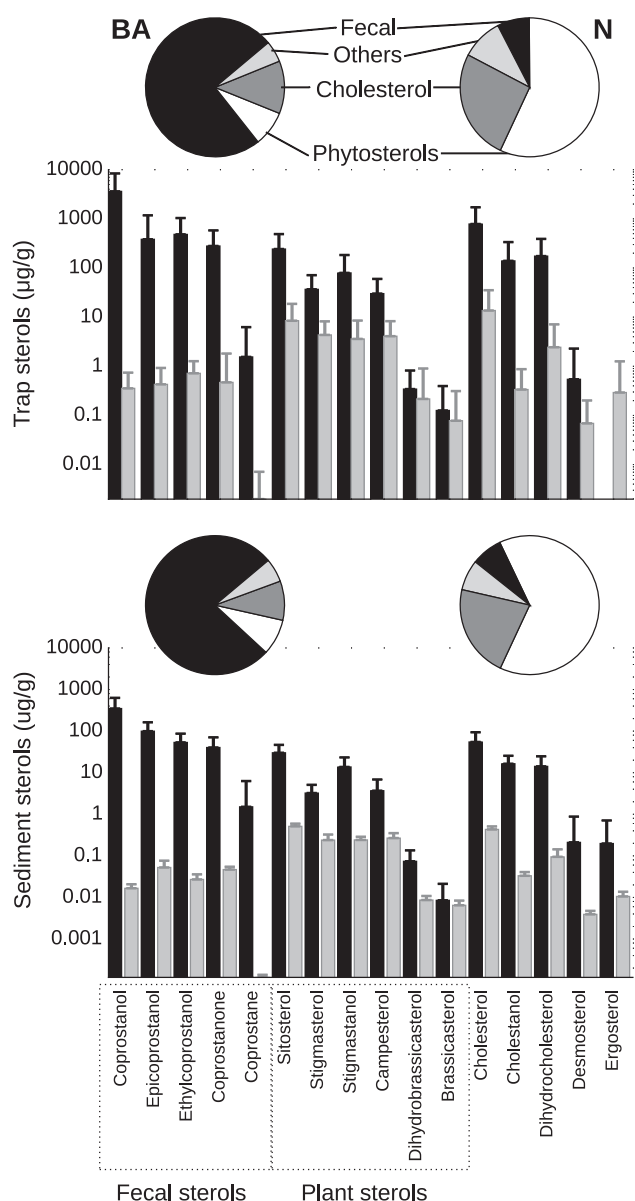 BA
Fecal
N
Others
Cholesterol
Phytosterols
Trap sterols (µg/g)
10000
1000
100
10
1
0.1
0.01
Sediment sterols (ug/g)
10000
1000
100
10
1
0.1
0.01
0.001
Coprostanol
Epicoprostanol
Ethylcoprostanol
Coprostanone
Coprostane
Sitosterol
Stigmasterol
Stigmastanol
Campesterol
Dihydrobrassicasterol
Brassicasterol
Cholesterol
Cholestanol
Dihydrocholesterol
Desmosterol
Ergosterol
Fecal sterols
Plant sterols